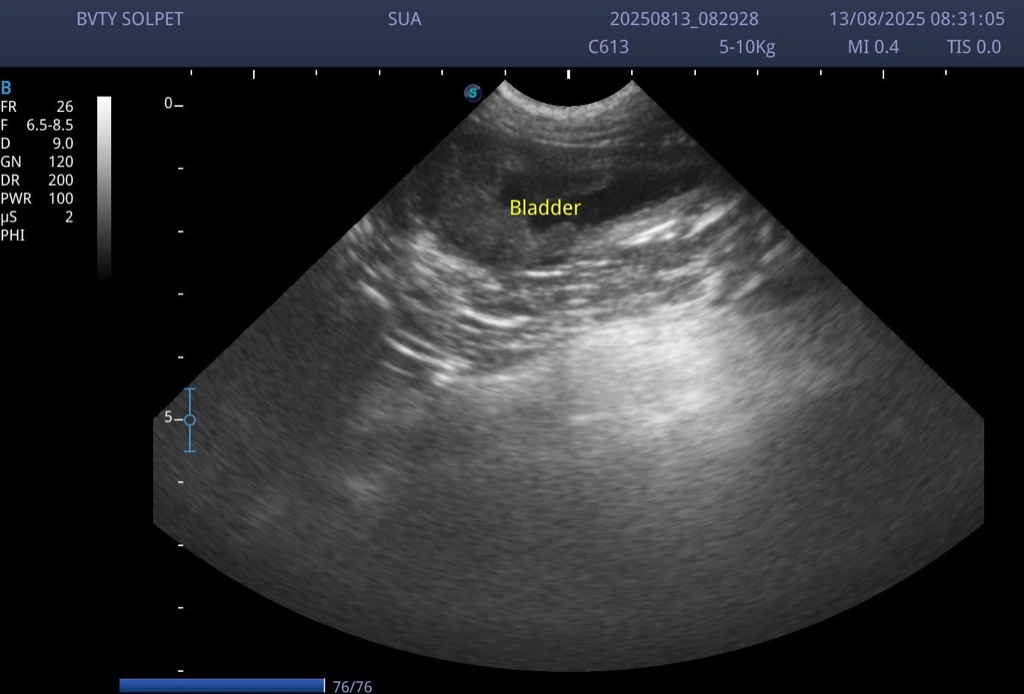 BVTY SOLPET SUA 20250813_082928 13/08/2025 08:31:05
C613 5-10Kg MI 0.4 TIS 0.0
B
FR 26
F 6.5-8.5
D 9.0
GN 120
DR 200
PWR 100
µS 2
PHI
S
0
Bladder
5
76/76